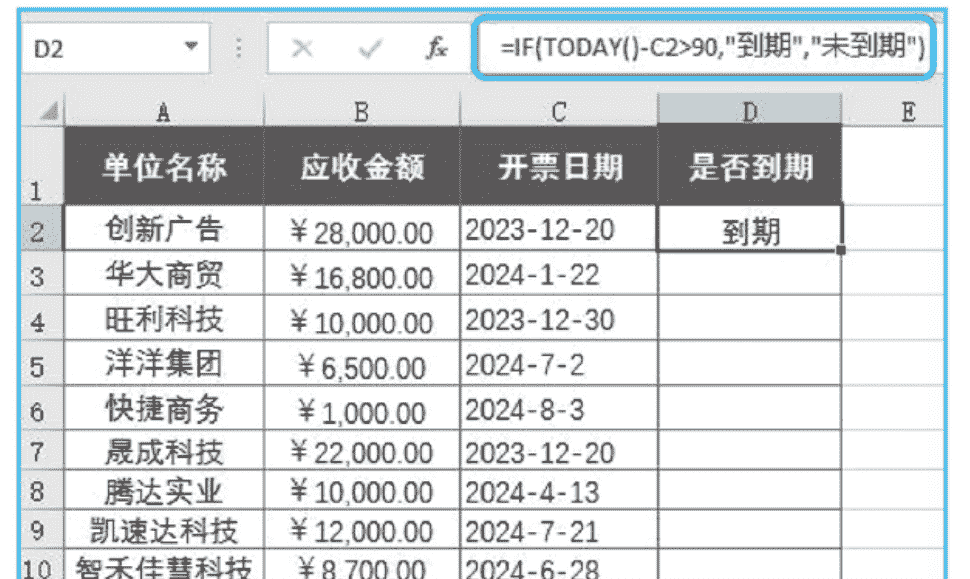 D2 fx =IF(TODAY()-C2>90,"到期","未到期")
A B C D E
1 单位名称 应收金额 开票日期 是否到期
2 创新广告 ￥28,000.00 2023-12-20 到期
3 华大商贸 ￥16,800.00 2024-1-22
4 旺利科技 ￥10,000.00 2023-12-30
5 洋洋集团 ￥6,500.00 2024-7-2
6 快捷商务 ￥1,000.00 2024-8-3
7 晟成科技 ￥22,000.00 2023-12-20
8 腾达实业 ￥10,000.00 2024-4-13
9 凯速达科技 ￥12,000.00 2024-7-21
10 智禾佳彗科技 ￥8,700.00 2024-6-28